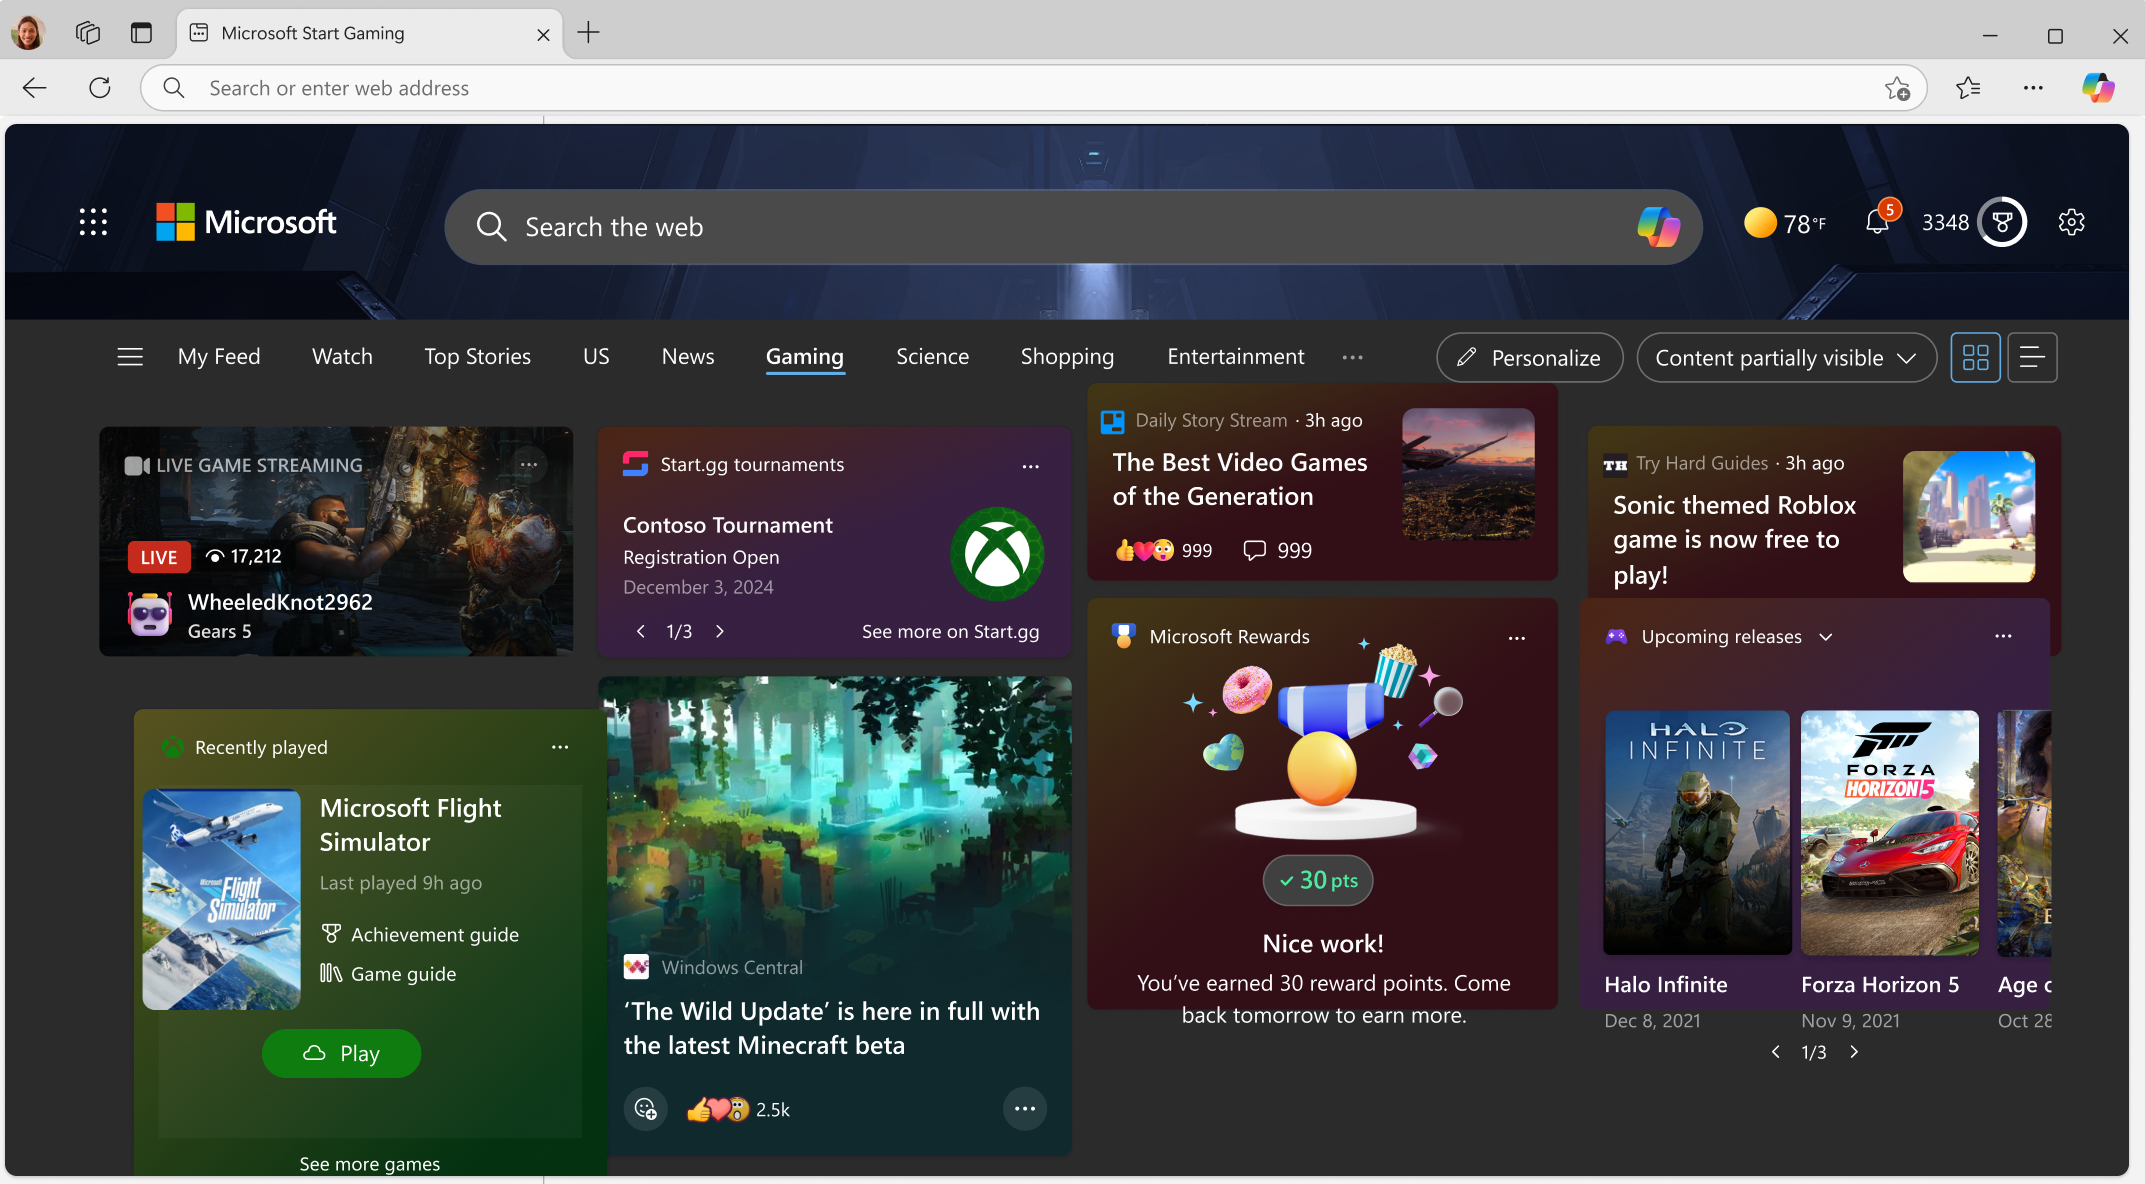 Microsoft Start Gaming
Search or enter web address
Microsoft
Search the web
78°F
5
3348
My Feed
Watch
Top Stories
US
News
Gaming
Science
Shopping
Entertainment
Personalize
Content partially visible
LIVE GAME STREAMING
LIVE
17,212
WheeledKnot2962
Gears 5
Start.gg tournaments
Contoso Tournament
Registration Open
December 3, 2024
1/3
See more on Start.gg
Daily Story Stream · 3h ago
The Best Video Games
of the Generation
999
999
TH
Try Hard Guides · 3h ago
Sonic themed Roblox
game is now free to
play!
Recently played
Microsoft
Flight
Simulator
Microsoft Flight
Simulator
Last played 9h ago
Achievement guide
Game guide
Play
See more games
Windows Central
‘The Wild Update’ is here in full with
the latest Minecraft beta
2.5k
Microsoft Rewards
30 pts
Nice work!
You’ve earned 30 reward points. Come
back tomorrow to earn more.
Upcoming releases
HALO
INFINITE
FORZA
HORIZON 5
Halo Infinite
Dec 8, 2021
Forza Horizon 5
Nov 9, 2021
Age
Oct 28
1/3